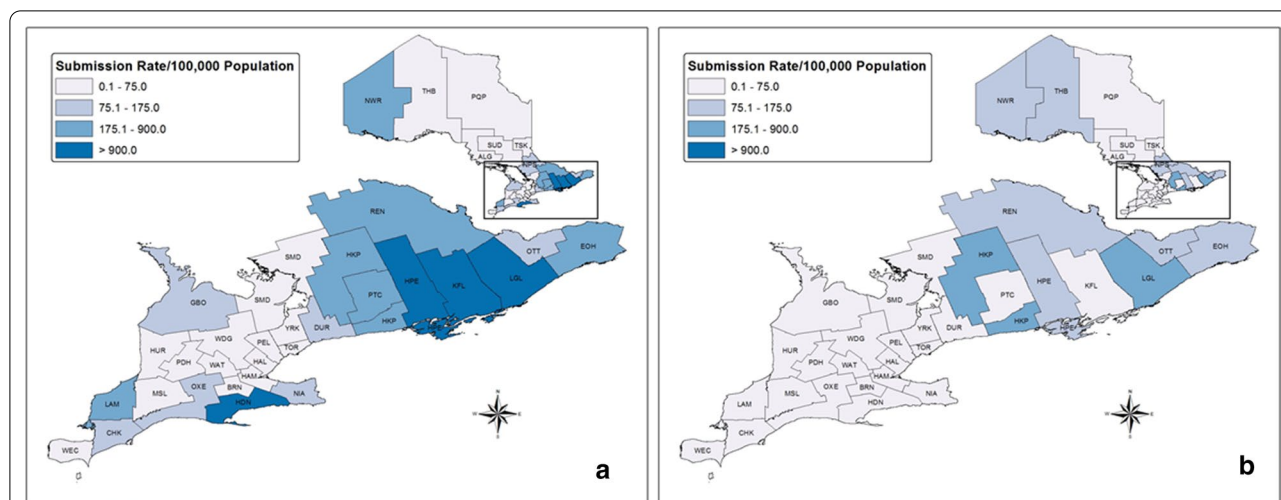 Submission Rate/100,000 Population
0.1 - 75.0
75.1 - 175.0
175.1 - 900.0
> 900.0
NWR
THB
PQP
SUD
TSK
ALG
NPS
REN
SMD
HKP
OTT
EOH
HPE
KFL
LGL
PTC
GBO
SMD
HKP
HPE
YRK
DUR
WDG
PEL
TOR
HUR
PDH
WAT
HAL
HAM
LAM
MSL
OXE
BRN
HDN
NIA
CHK
WEC
N
W E
S
a
Submission Rate/100,000 Population
0.1 - 75.0
75.1 - 175.0
175.1 - 900.0
> 900.0
NWR
THB
PQP
SUD
TSK
ALG
NPS
REN
SMD
HKP
OTT
EOH
HPE
KFL
LGL
PTC
GBO
SMD
HKP
HPE
YRK
DUR
WDG
PEL
TOR
HUR
PDH
WAT
HAL
HAM
LAM
MSL
OXE
BRN
HDN
NIA
CHK
WEC
N
W E
S
b